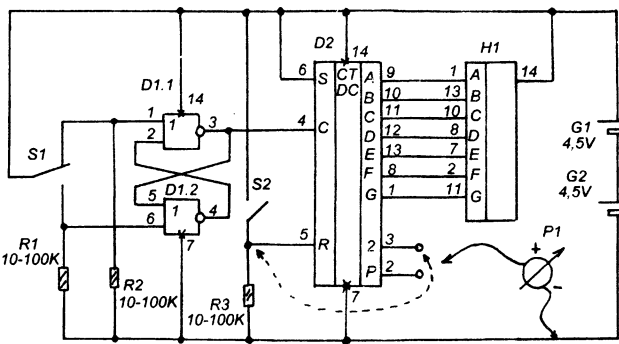 D2
H1
14
6
S
CT
DC
A
9
1
A
14
B
10
13
B
C
11
10
C
D
12
8
D
E
13
7
E
F
8
2
F
G
1
11
G
D1.1
14
1
2
1
3
4
C
S1
D1.2
5
6
1
4
7
S2
5
R
2
3
P
2
7
G1
4,5V
G2
4,5V
P1
+
−
R1
10-100K
R2
10-100K
R3
10-100K